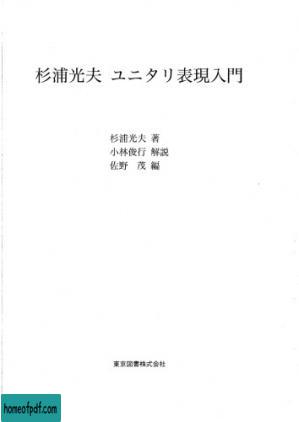 杉浦光夫 ユニタリ表現入門
杉浦光夫 著
小林俊行 解説
佐野 茂 編
東京図書株式会社
homeofpdf.com